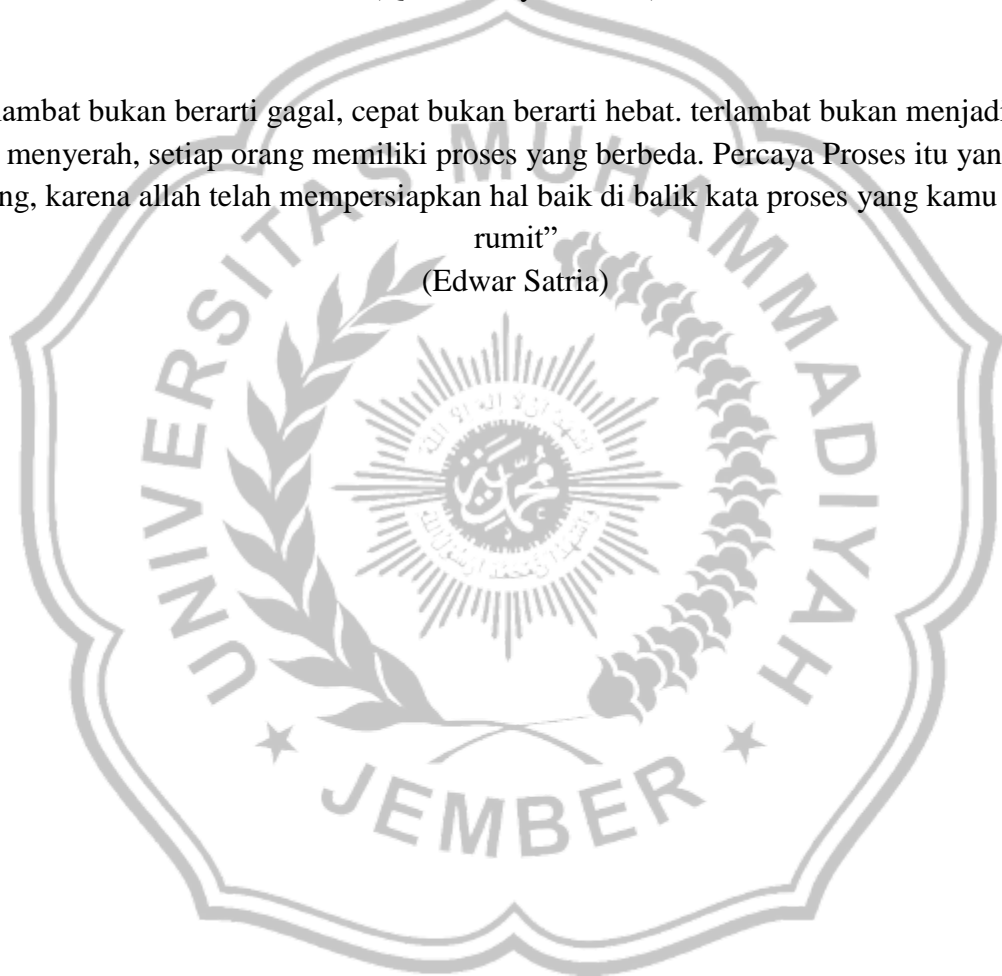 ambat bukan berarti gagal, cepat bukan berarti hebat. terlambat bukan menjadi
menyerah, setiap orang memiliki proses yang berbeda. Percaya Proses itu yan
ng, karena allah telah mempersiapkan hal baik di balik kata proses yang kamu
rumit”
(Edwar Satria)
UNIVERSITAS MUHAMMADIYAH
JEMBER